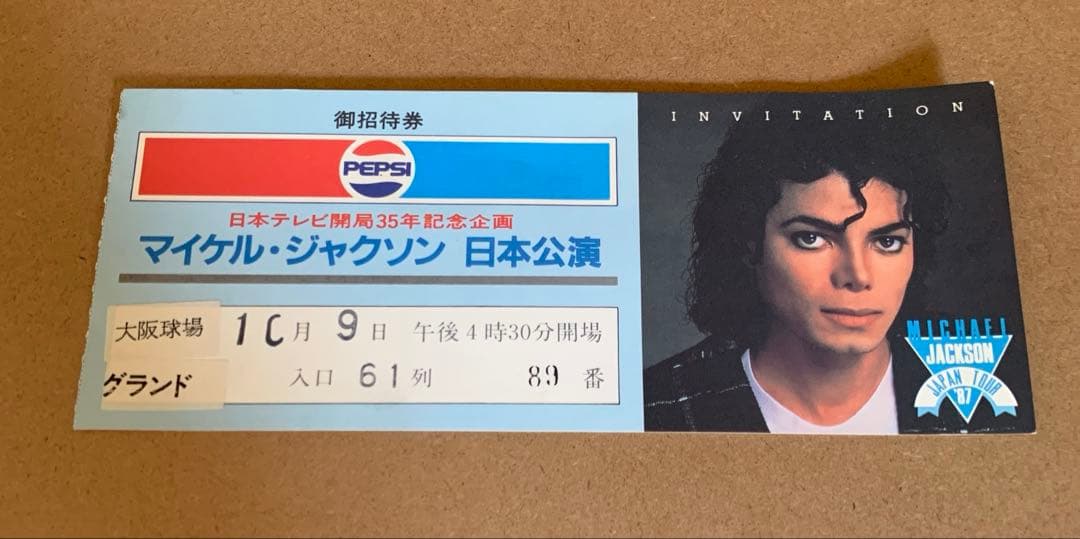 御招待券
PEPSI
日本テレビ開局35年記念企画
マイケル・ジャクソン 日本公演
大阪球場 10月9日 午後4時30分開場
グランド 入口 61列 89番
INVITATION
MICHAEL
JACKSON
JAPAN TOUR
'87